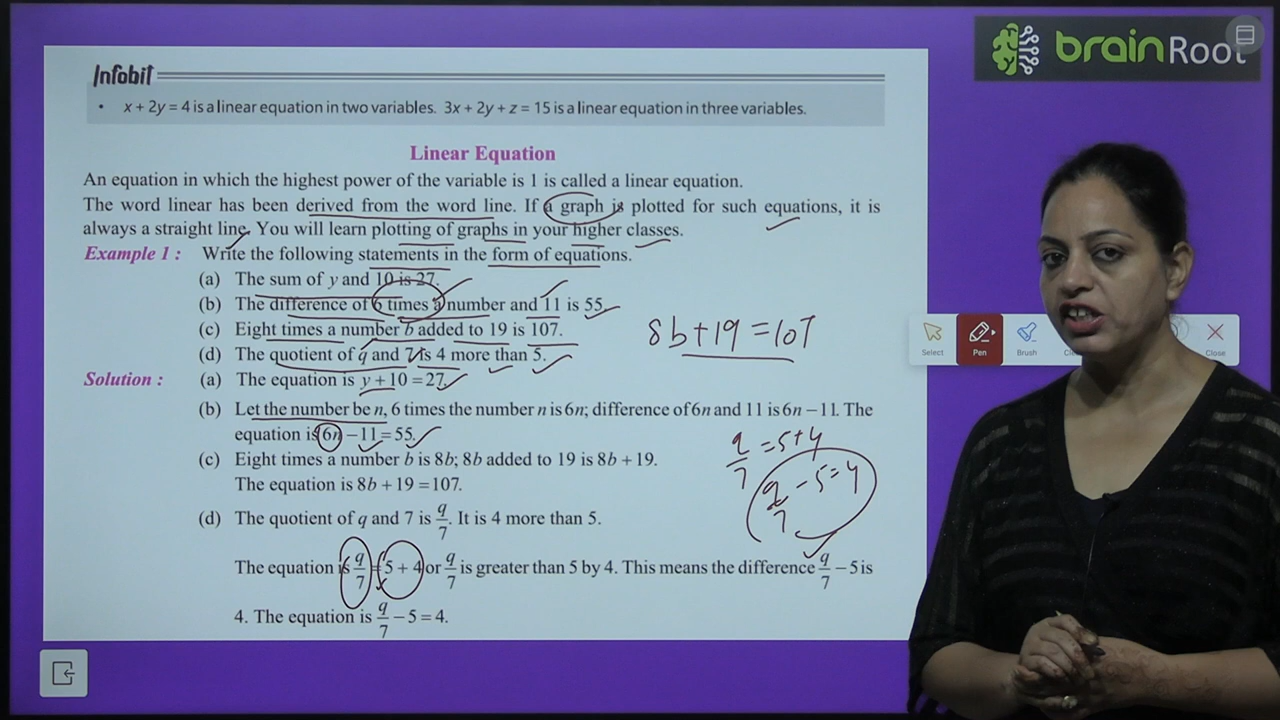 brainRoot
Infobit
• x + 2y = 4 is a linear equation in two variables. 3x + 2y + z = 15 is a linear equation in three variables.
Linear Equation
An equation in which the highest power of the variable is 1 is called a linear equation.
The word linear has been derived from the word line. If a graph is plotted for such equations, it is
always a straight line. You will learn plotting of graphs in your higher classes.
Example 1 : Write the following statements in the form of equations.
(a) The sum of y and 10 is 27.
(b) The difference of 6 times a number and 11 is 55.
(c) Eight times a number b added to 19 is 107.
(d) The quotient of q and 7 is 4 more than 5.
8b+19=107
Select
Pen
Brush
Close
Solution : (a) The equation is y + 10 = 27.
(b) Let the number be n, 6 times the number n is 6n; difference of 6n and 11 is 6n – 11. The
equation is 6n – 11 = 55.
(c) Eight times a number b is 8b; 8b added to 19 is 8b + 19.
The equation is 8b + 19 = 107.
q/7 = 5+4
q/7 - 5 = 4
(d) The quotient of q and 7 is q/7. It is 4 more than 5.
The equation is q/7 = 5 + 4 or q/7 is greater than 5 by 4. This means the difference q/7 – 5 is
4. The equation is q/7 – 5 = 4.